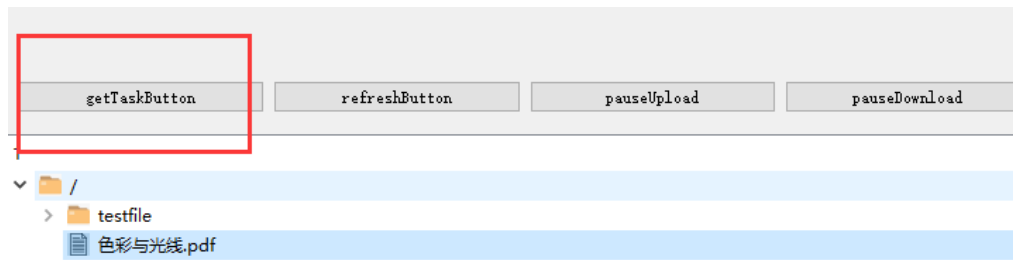 getTaskButton refreshButton pauseUpload pauseDownload
/
testfile
色彩与光线.pdf